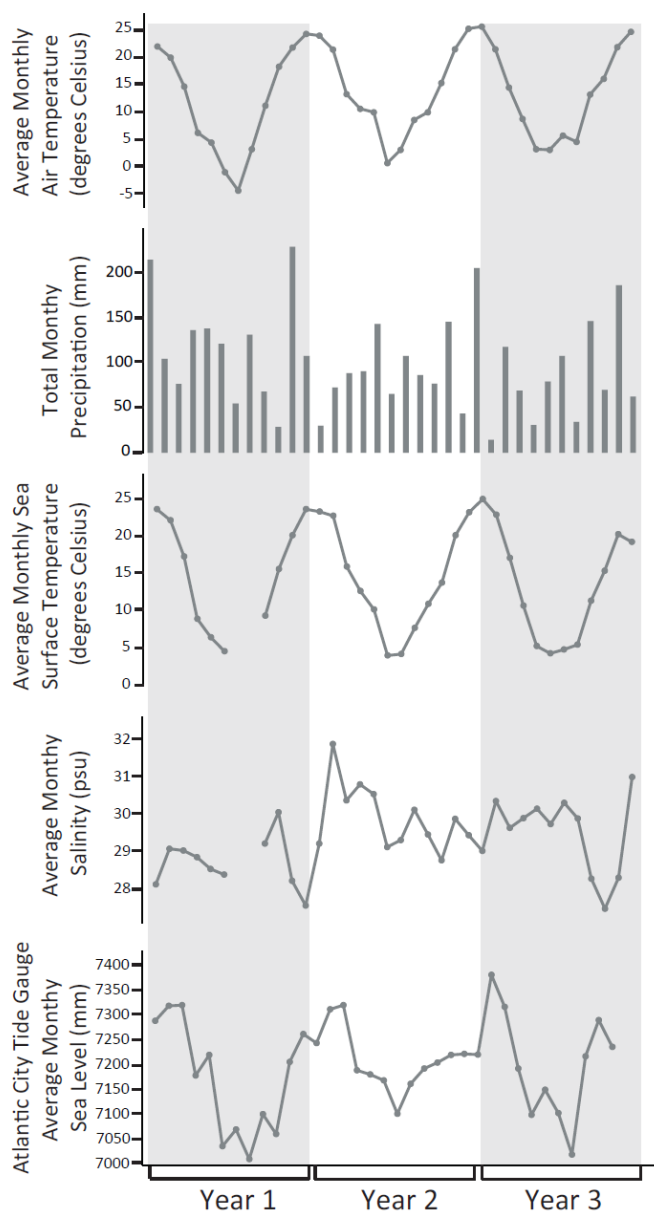 Average Monthly
Air Temperature
(degrees Celsius)
25
20
15
10
5
0
-5
Total Monthy
Precipitation (mm)
200
150
100
50
0
Average Monthly Sea
Surface Temperature
(degrees Celsius)
25
20
15
10
5
0
Average Monthy
Salinity (psu)
32
31
30
29
28
Atlantic City Tide Gauge
Average Monthy
Sea Level (mm)
7400
7350
7300
7250
7200
7150
7100
7050
7000
Year 1
Year 2
Year 3